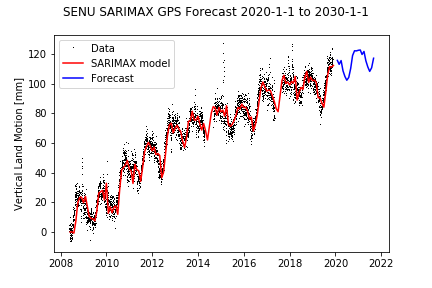 SENU SARIMAX GPS Forecast 2020-1-1 to 2030-1-1
Data
SARIMAX model
Forecast
Vertical Land Motion [mm]
120
100
80
60
40
20
0
2008 2010 2012 2014 2016 2018 2020 2022